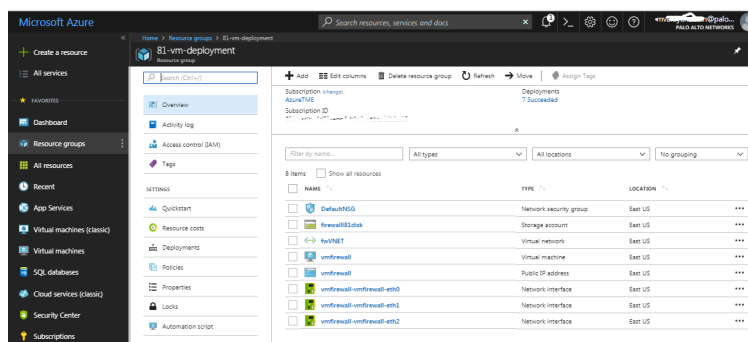 Microsoft Azure
Search resources, services and docs
PALO ALTO NETWORKS
Home > Resource groups > 81-vm-deployment
81-vm-deployment
Resource group
Create a resource
All services
FAVORITES
Dashboard
Resource groups
All resources
Recent
App Services
Virtual machines (classic)
Virtual machines
SQL databases
Cloud services (classic)
Security Center
Subscriptions
Search (Ctrl+/)
Overview
Activity log
Access control (IAM)
Tags
SETTINGS
Quickstart
Resource costs
Deployments
Policies
Properties
Locks
Automation script
Add Edit columns Delete resource group Refresh Move Assign Tags
Subscription (change)
AzureTME
Subscription ID
Deployments
7 Succeeded
Filter by name... All types All locations No grouping
8 items Show all resources
NAME TYPE LOCATION
DefaultNSG Network security group East US
firewall81disk Storage account East US
fwVNET Virtual network East US
vmfirewall Virtual machine East US
vmfirewall Public IP address East US
vmfirewall-vmfirewall-eth0 Network interface East US
vmfirewall-vmfirewall-eth1 Network interface East US
vmfirewall-vmfirewall-eth2 Network interface East US